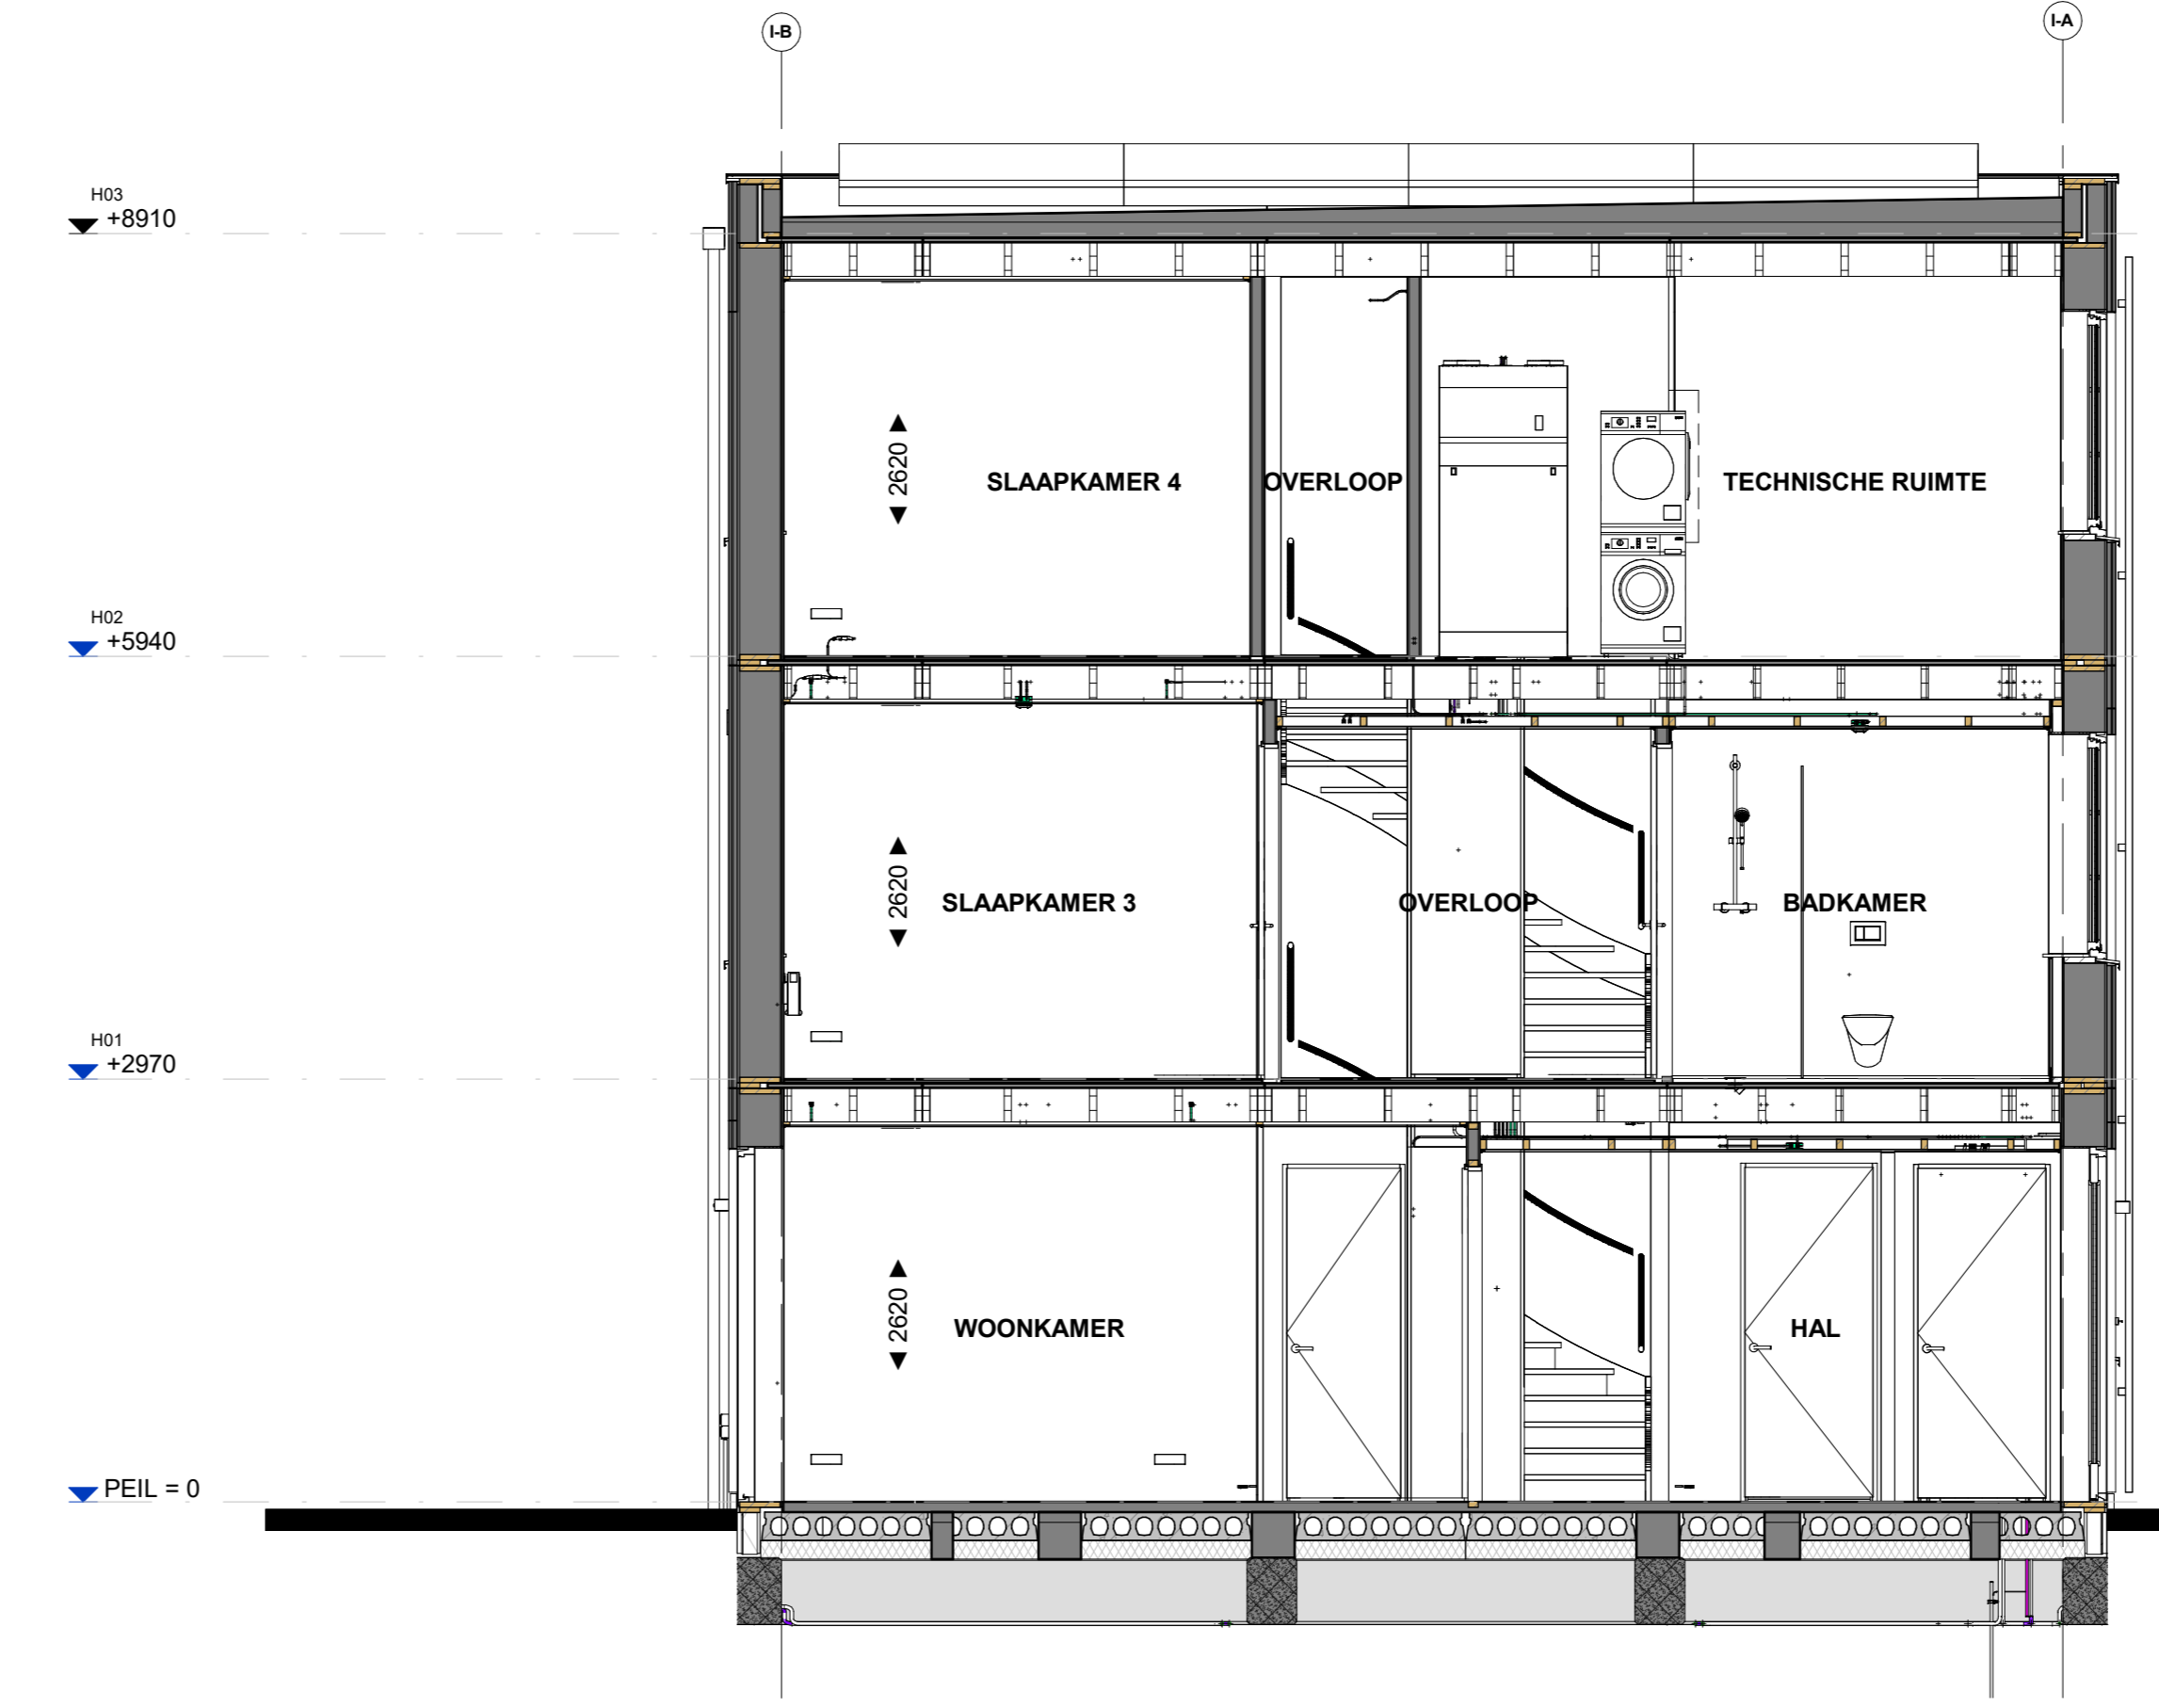 I-B
I-A
H03
+8910
2620
SLAAPKAMER 4
OVERLOOP
TECHNISCHE RUIMTE
H02
+5940
2620
SLAAPKAMER 3
OVERLOOP
BADKAMER
H01
+2970
2620
WOONKAMER
HAL
PEIL = 0